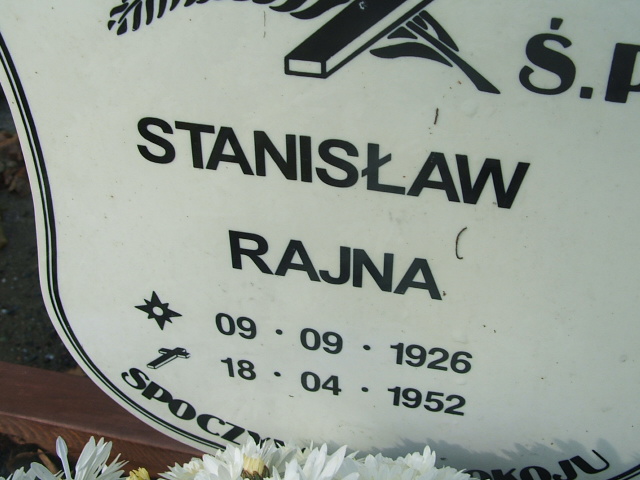 Ś.P
STANISŁAW
RAJNA
09 · 09 · 1926
18 · 04 · 1952